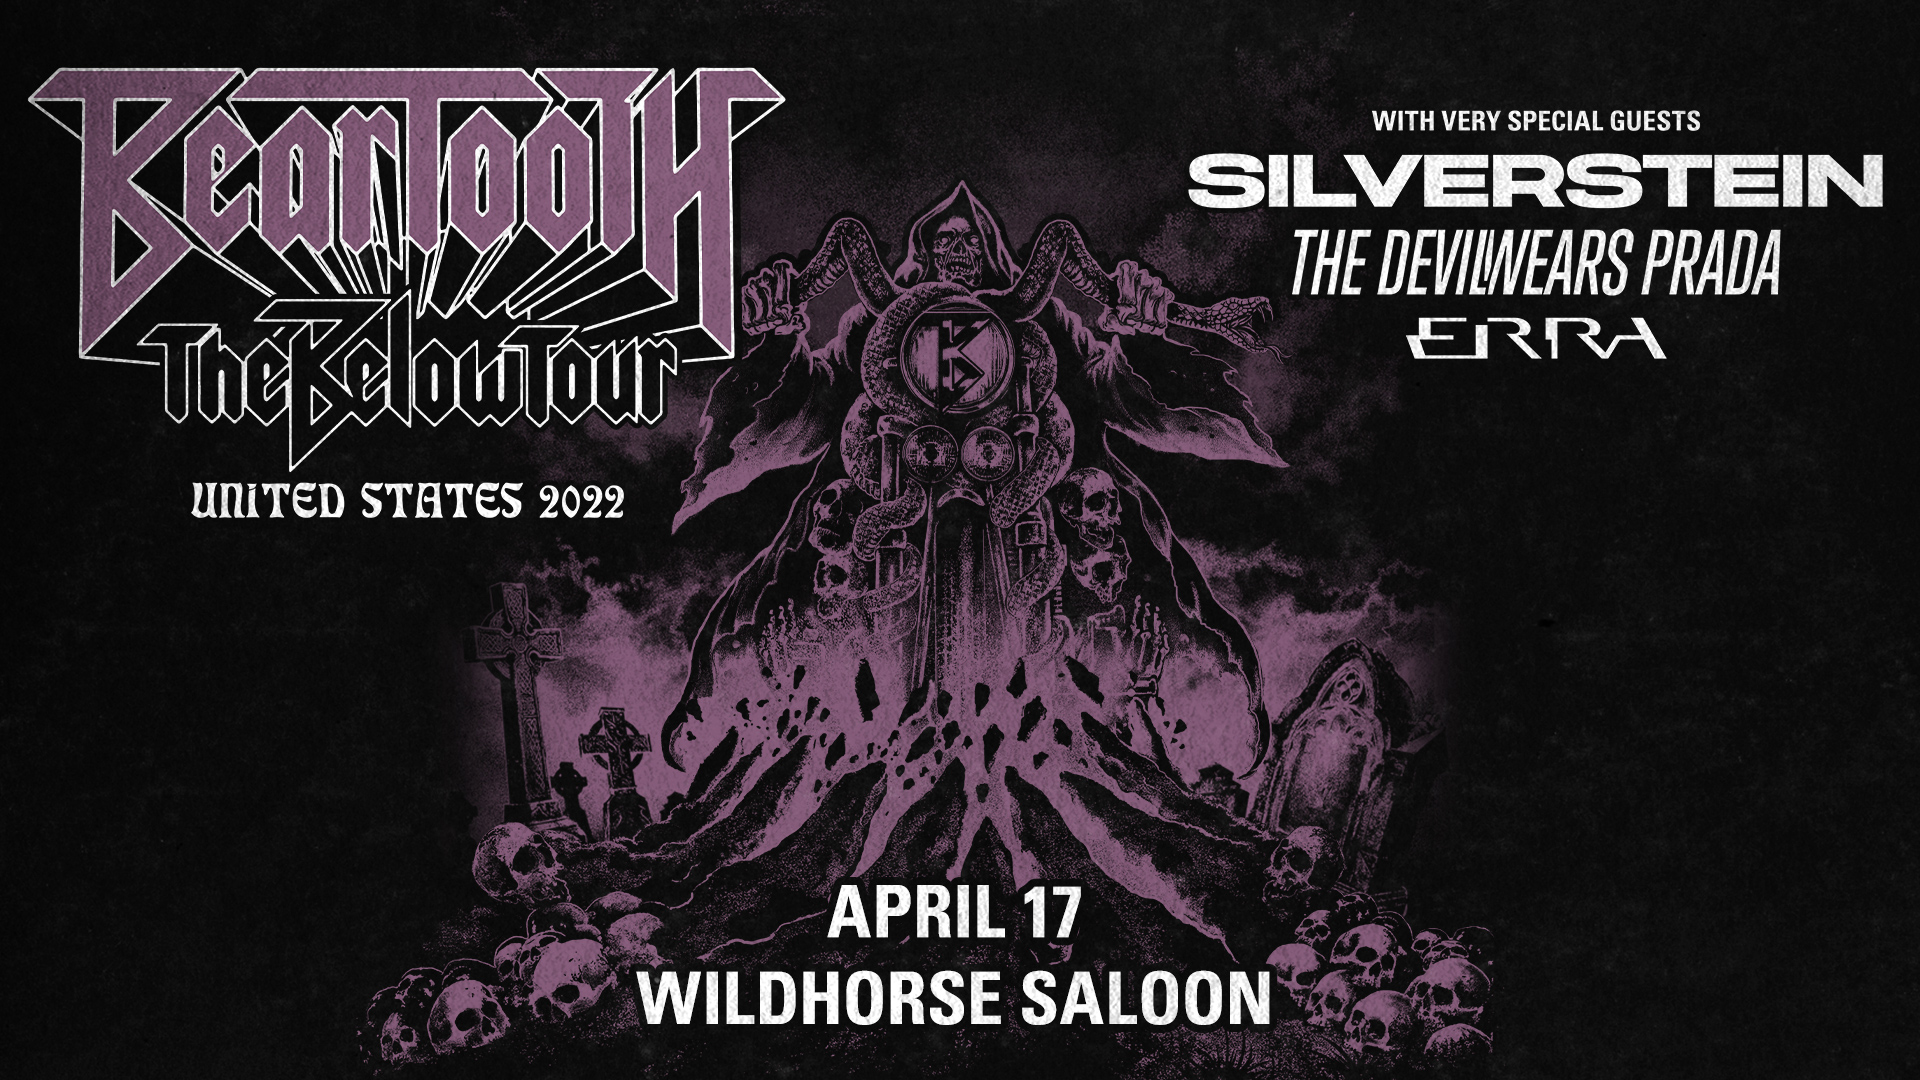 BearTooth
The Below Tour
UNITED STATES 2022
WITH VERY SPECIAL GUESTS
SILVERSTEIN
THE DEVIL WEARS PRADA
ERRA
B
APRIL 17
WILDHORSE SALOON